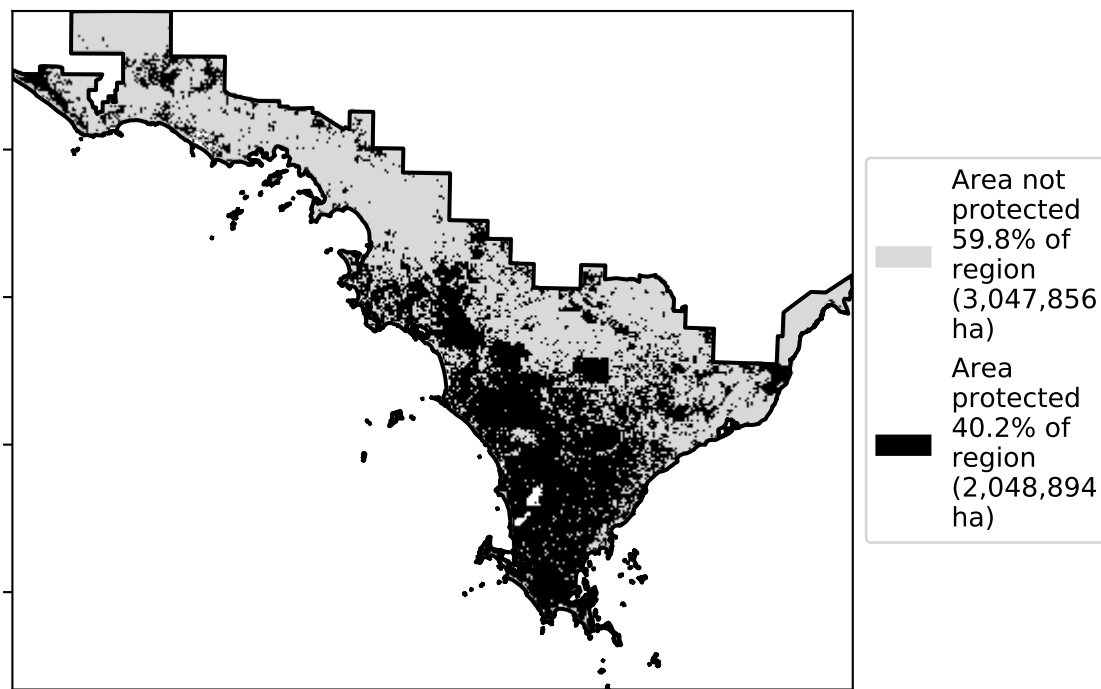 Area not
protected
59.8% of
region
(3,047,856
ha)
Area
protected
40.2% of
region
(2,048,894
ha)